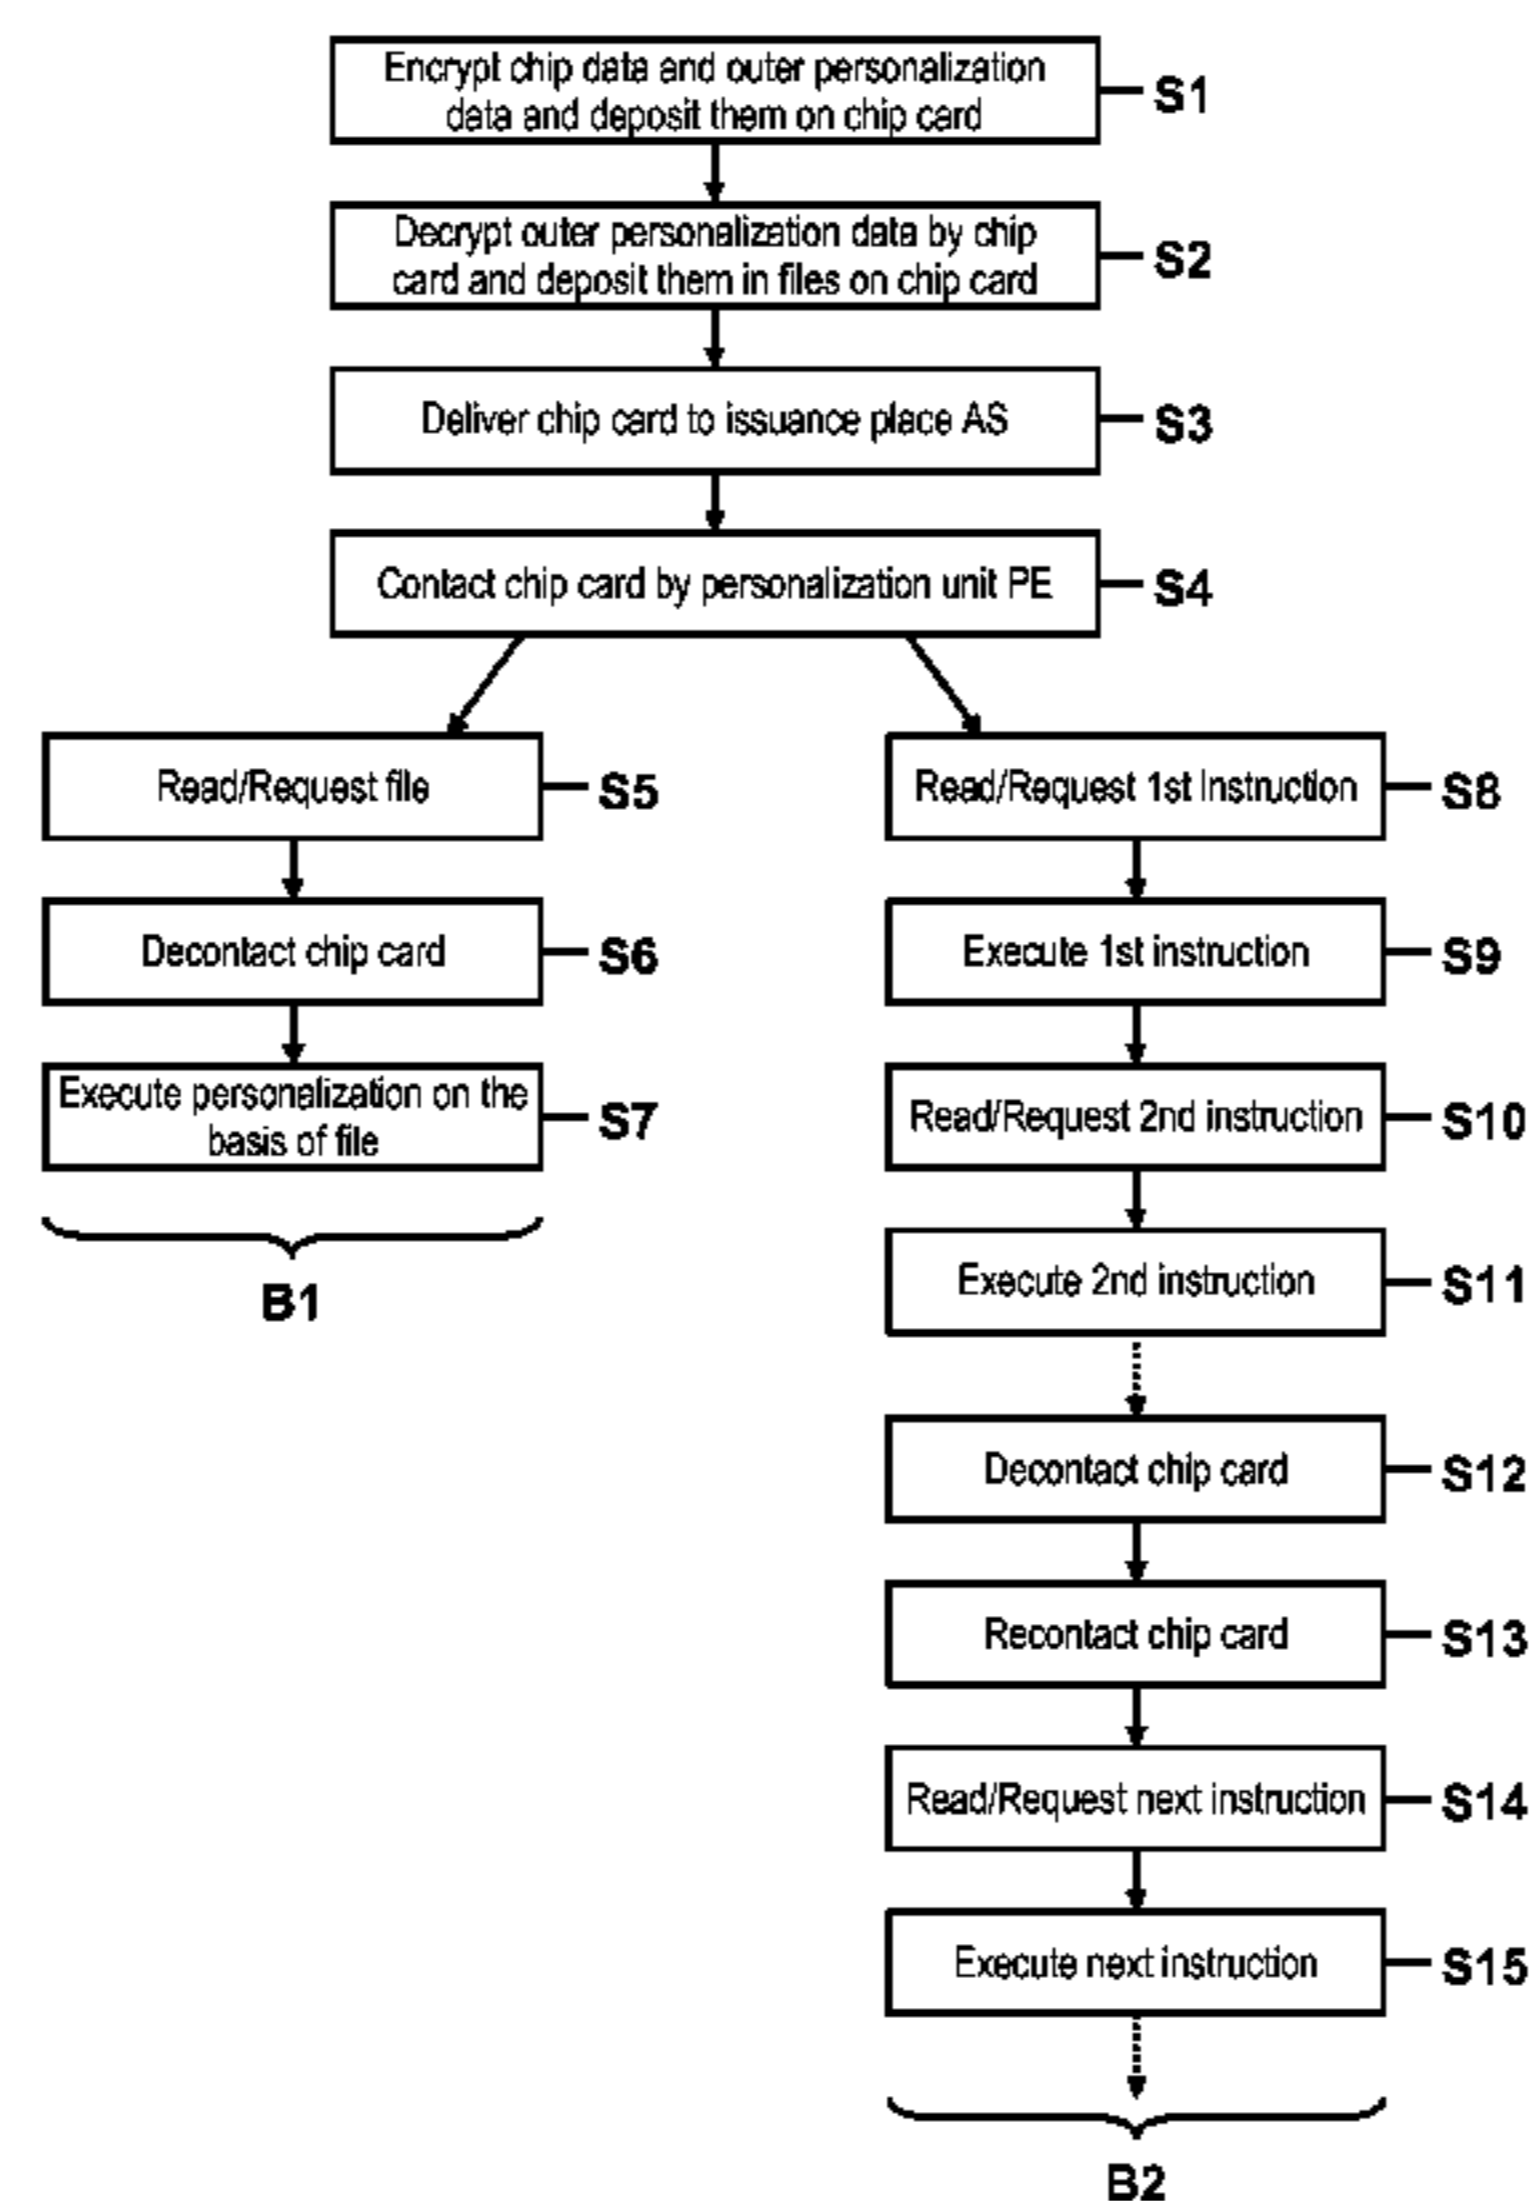 Encrypt chip data and outer personalization
data and deposit them on chip card
S1
Decrypt outer personalization data by chip
card and deposit them in files on chip card
S2
Deliver chip card to issuance place AS
S3
Contact chip card by personalization unit PE
S4
Read/Request file
S5
Decontact chip card
S6
Execute personalization on the
basis of file
S7
B1
Read/Request 1st Instruction
S8
Execute 1st instruction
S9
Read/Request 2nd instruction
S10
Execute 2nd instruction
S11
Decontact chip card
S12
Recontact chip card
S13
Read/Request next instruction
S14
Execute next instruction
S15
B2